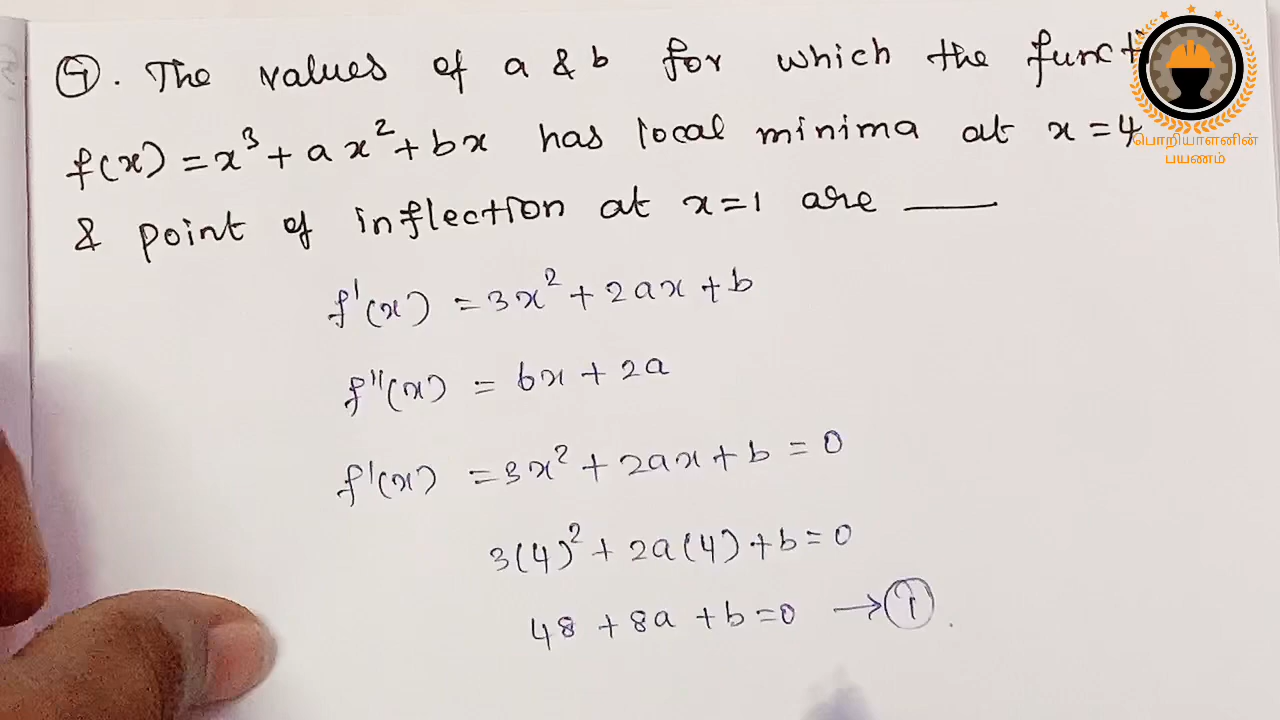 9. The values of a & b for which the functi
f(x) = x³ + ax² + bx has local minima at x = 4
& point of inflection at x=1 are ___
f'(x) = 3x² + 2ax + b
f''(x) = 6x + 2a
f'(x) = 3x² + 2ax + b = 0
3(4)² + 2a(4) + b = 0
48 + 8a + b = 0 → 1
பொறியாளனின்
பயணம்